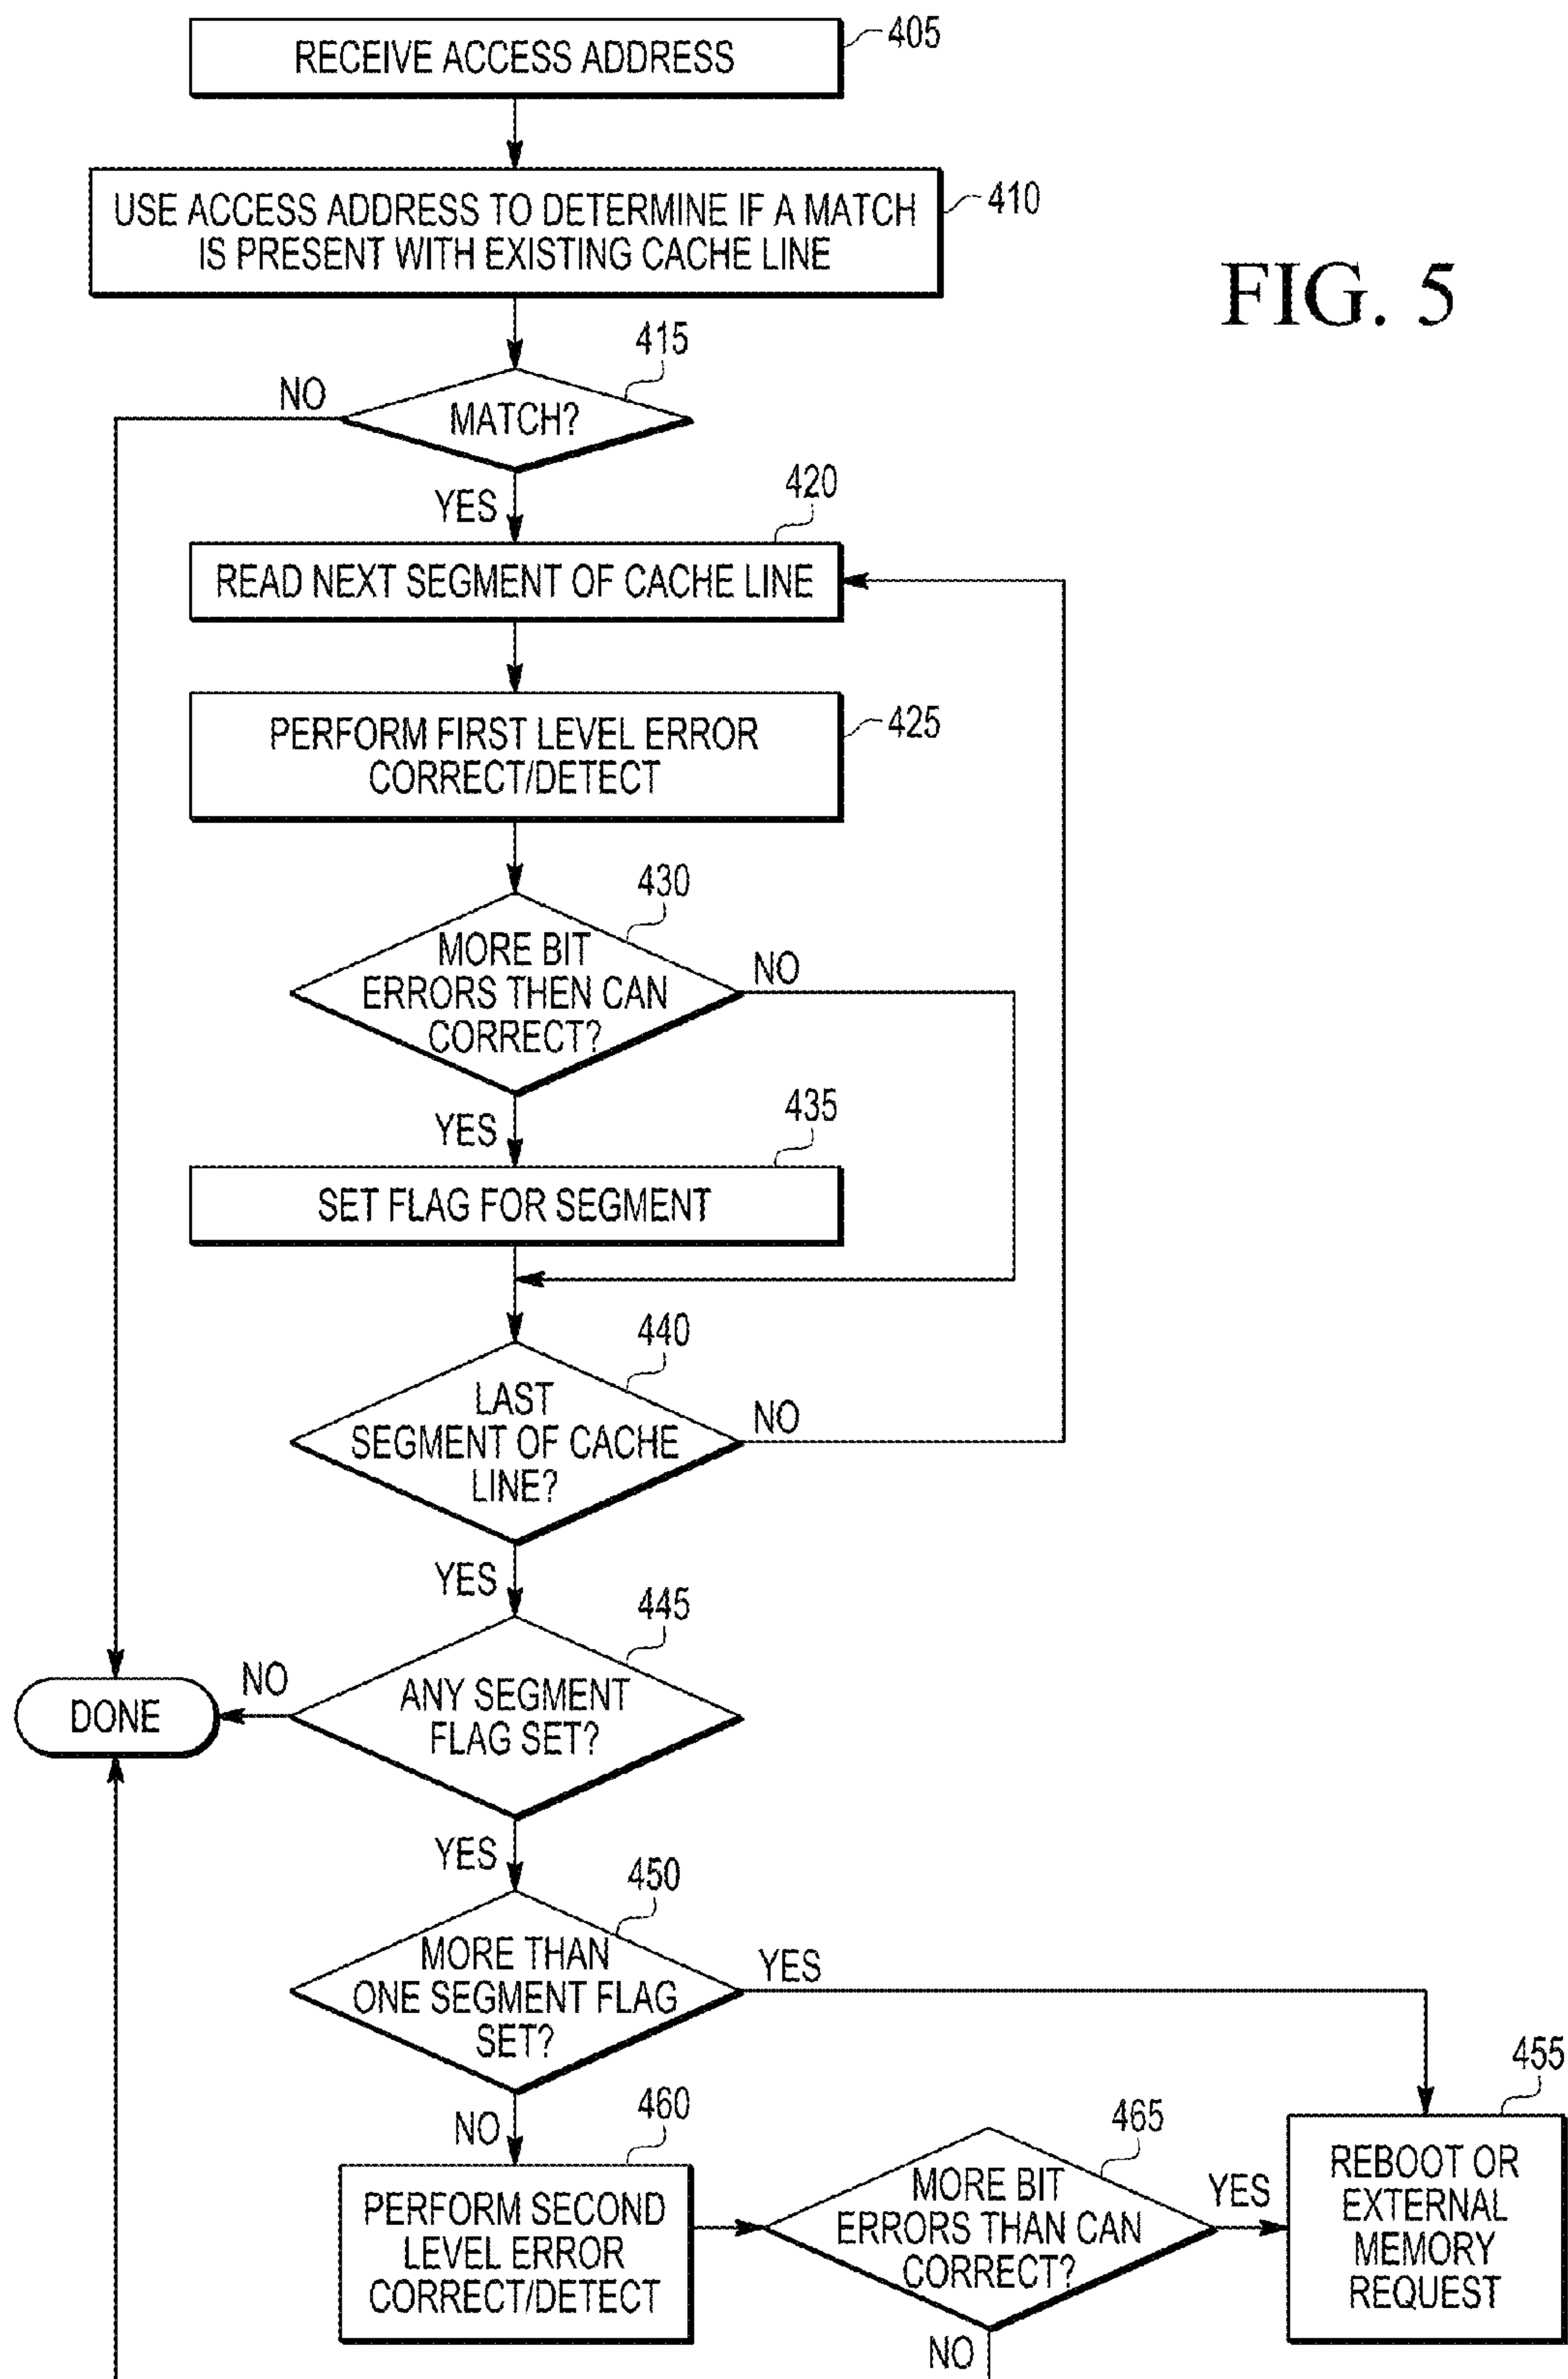 RECEIVE ACCESS ADDRESS
405
USE ACCESS ADDRESS TO DETERMINE IF A MATCH
IS PRESENT WITH EXISTING CACHE LINE
410
FIG. 5
415
NO
MATCH?
YES
420
READ NEXT SEGMENT OF CACHE LINE
PERFORM FIRST LEVEL ERROR
CORRECT/DETECT
425
430
MORE BIT
ERRORS THEN CAN
CORRECT?
NO
YES
435
SET FLAG FOR SEGMENT
440
LAST
SEGMENT OF CACHE
LINE?
NO
YES
445
ANY SEGMENT
FLAG SET?
NO
DONE
YES
450
MORE THAN
ONE SEGMENT FLAG
SET?
YES
455
NO
460
PERFORM SECOND
LEVEL ERROR
CORRECT/DETECT
465
MORE BIT
ERRORS THAN CAN
CORRECT?
YES
REBOOT OR
EXTERNAL
MEMORY
REQUEST
NO